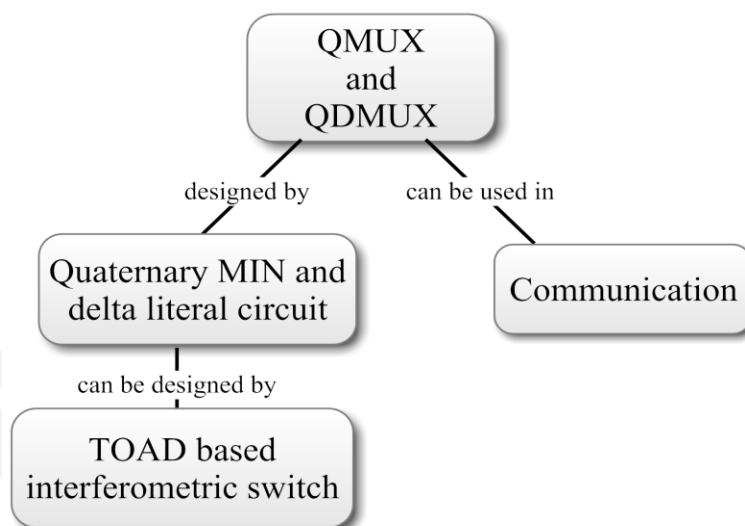 QMUX
and
QDMUX
designed by
can be used in
Quaternary MIN and
delta literal circuit
Communication
can be designed by
TOAD based
interferometric switch